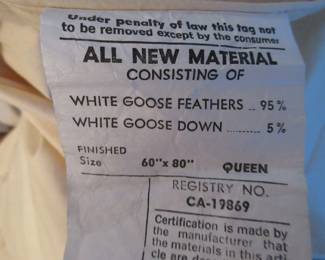 Under penalty of law this tag not
to be removed except by the consumer
ALL NEW MATERIAL
CONSISTING OF
WHITE GOOSE FEATHERS .. 95%
WHITE GOOSE DOWN .......... 5%
FINISHED
Size 60"x 80" QUEEN
REGISTRY NO.
CA-19869
Certification is made by
the manufacturer that
the materials in this arti
cle are